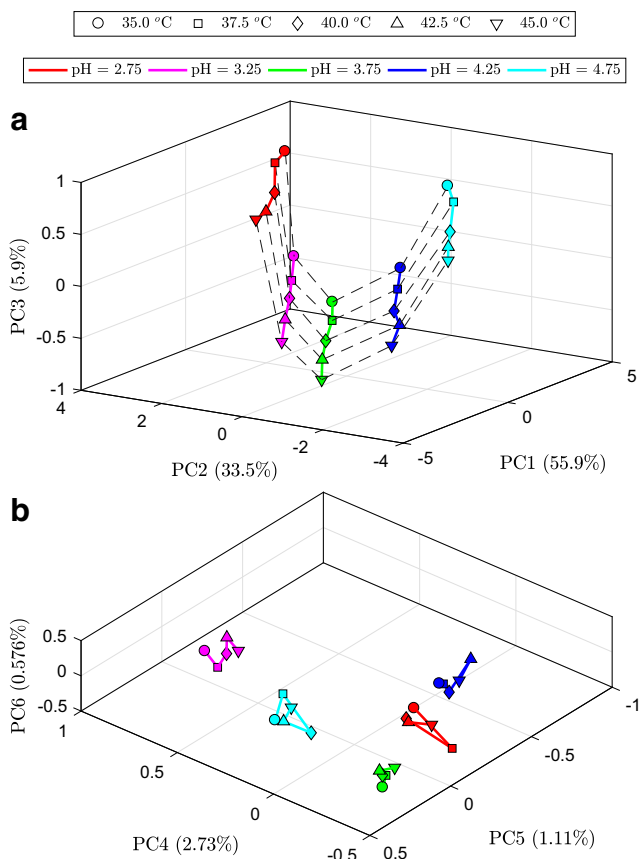 35.0 °C 37.5 °C 40.0 °C 42.5 °C 45.0 °C
pH = 2.75 pH = 3.25 pH = 3.75 pH = 4.25 pH = 4.75
a
1
0.5
0
-0.5
-1
PC3 (5.9%)
4
2
0
-2
-4
PC2 (33.5%)
-5
0
5
PC1 (55.9%)
b
0.5
0
-0.5
PC6 (0.576%)
1
0.5
0
-0.5
PC4 (2.73%)
0.5
0
-0.5
-1
PC5 (1.11%)